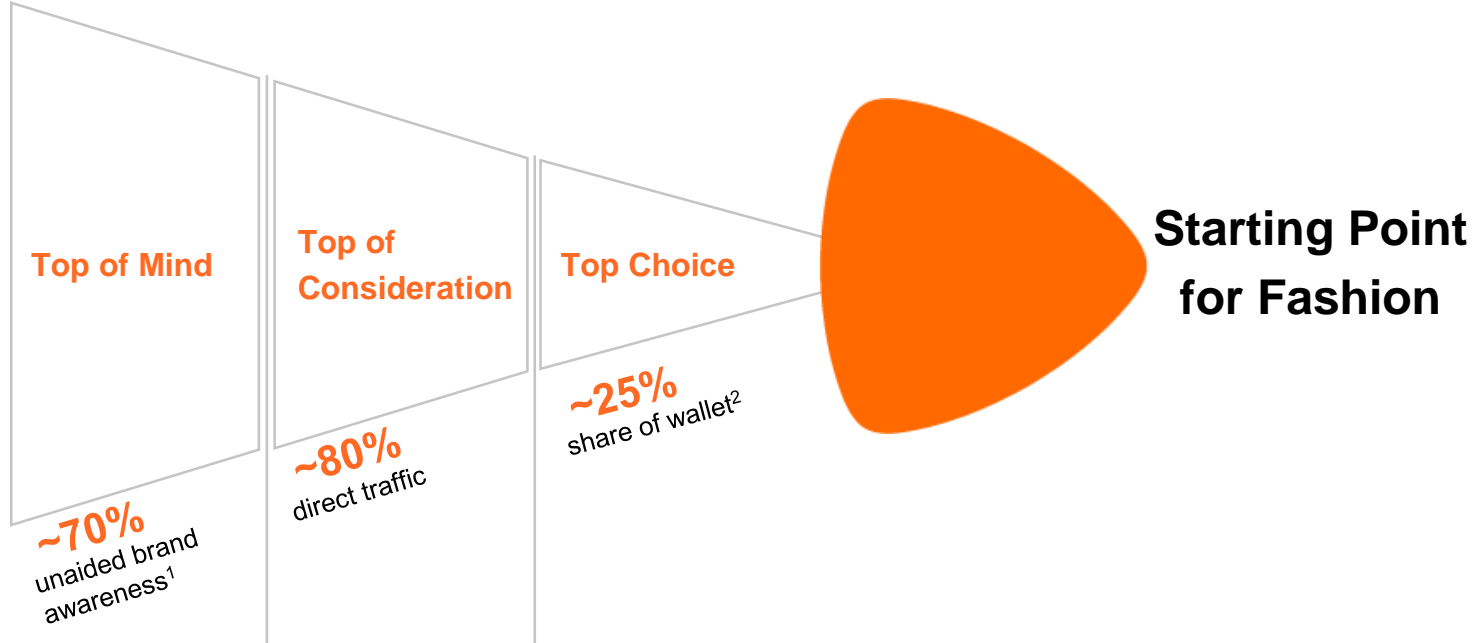 Top of Mind
~70%
unaided brand
awareness¹
Top of
Consideration
~80%
direct traffic
Top Choice
~25%
share of wallet²
Starting Point
for Fashion